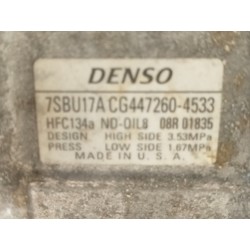 DENSO
7SBU17A CG447260-4533
HFC134a ND-OIL8 08R 01835
DESIGN HIGH SIDE 3.53MPa
PRESS LOW SIDE 1.67MPa
MADE IN U.S.A.